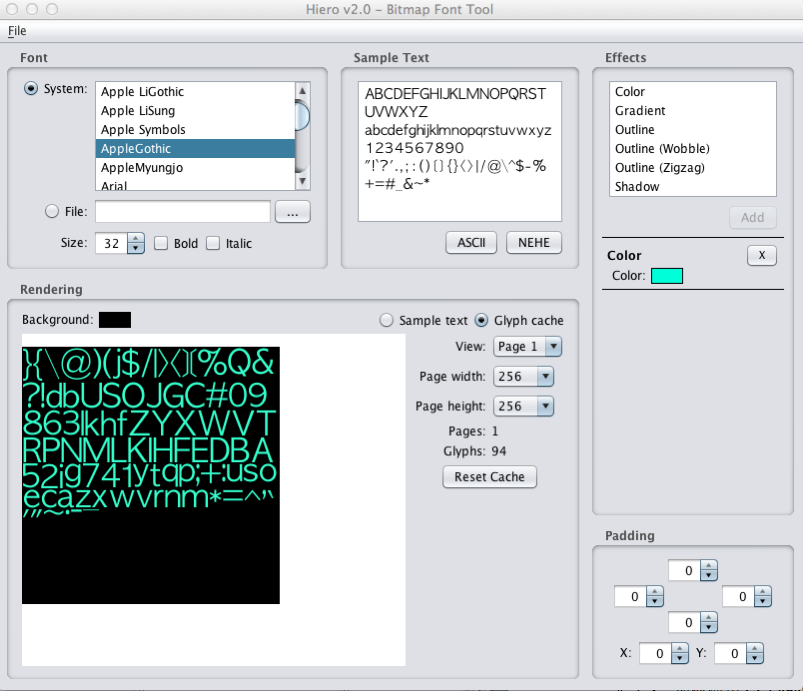 Hiero v2.0 – Bitmap Font Tool
File
Font
System:
Apple LiGothic
Apple LiSung
Apple Symbols
AppleGothic
AppleMyungjo
Arial
File:
...
Size: 32 Bold Italic
Sample Text
ABCDEFGHIJKLMNOPQRST
UVWXYZ
abcdefghijklmnopqrstuvwxyz
1234567890
"!`?'.,;:()[]{}<>|/@\^$-%
+=#_&~*
ASCII NEHE
Effects
Color
Gradient
Outline
Outline (Wobble)
Outline (Zigzag)
Shadow
Add
Color X
Color:
Rendering
Background:
Sample text Glyph cache
View: Page 1
Page width: 256
Page height: 256
Pages: 1
Glyphs: 94
Reset Cache
}{\@)(j$/|><][%Q&
?!dbUSOJGC#09
863lkhfZYXWVT
RPNMLKIHFEDBA
52ig741ytqp;+:uso
ecazxwvrnm*=^",
Padding
0
0 0
0
X: 0 Y: 0